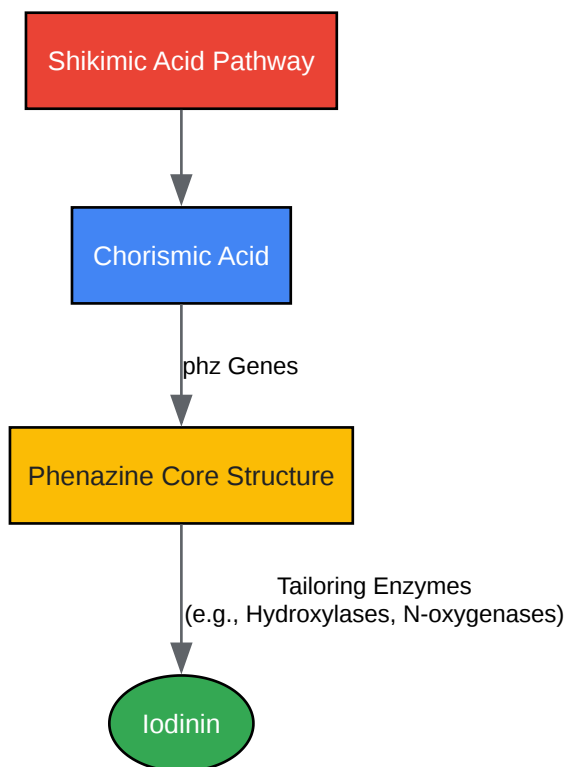 Shikimic Acid Pathway
Chorismic Acid
phz Genes
Phenazine Core Structure
Tailoring Enzymes
(e.g., Hydroxylases, N-oxygenases)
Iodinin